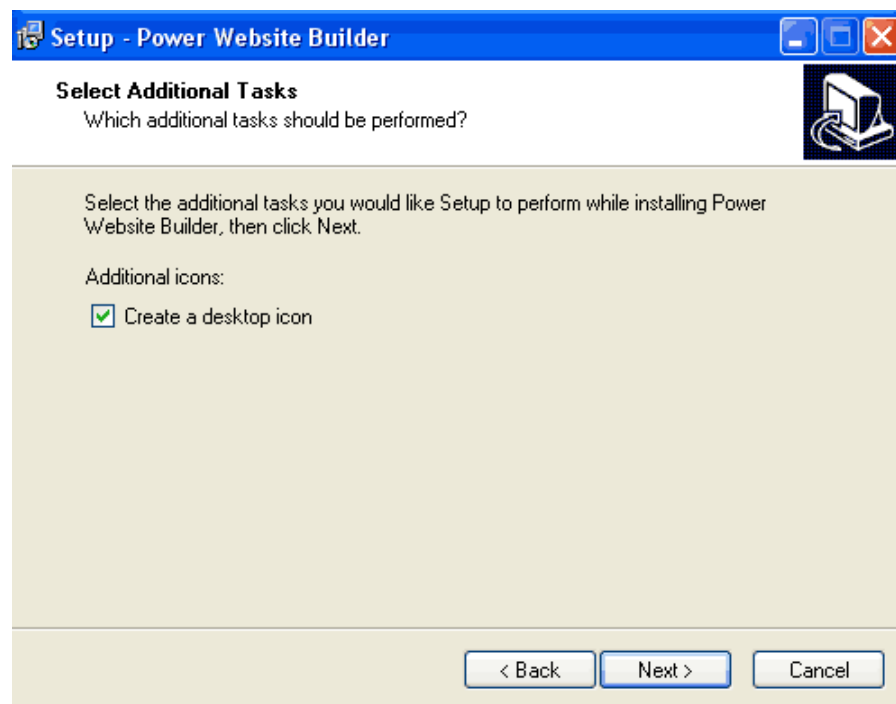 Setup - Power Website Builder
Select Additional Tasks
Which additional tasks should be performed?
Select the additional tasks you would like Setup to perform while installing Power
Website Builder, then click Next.
Additional icons:
Create a desktop icon
< Back
Next >
Cancel